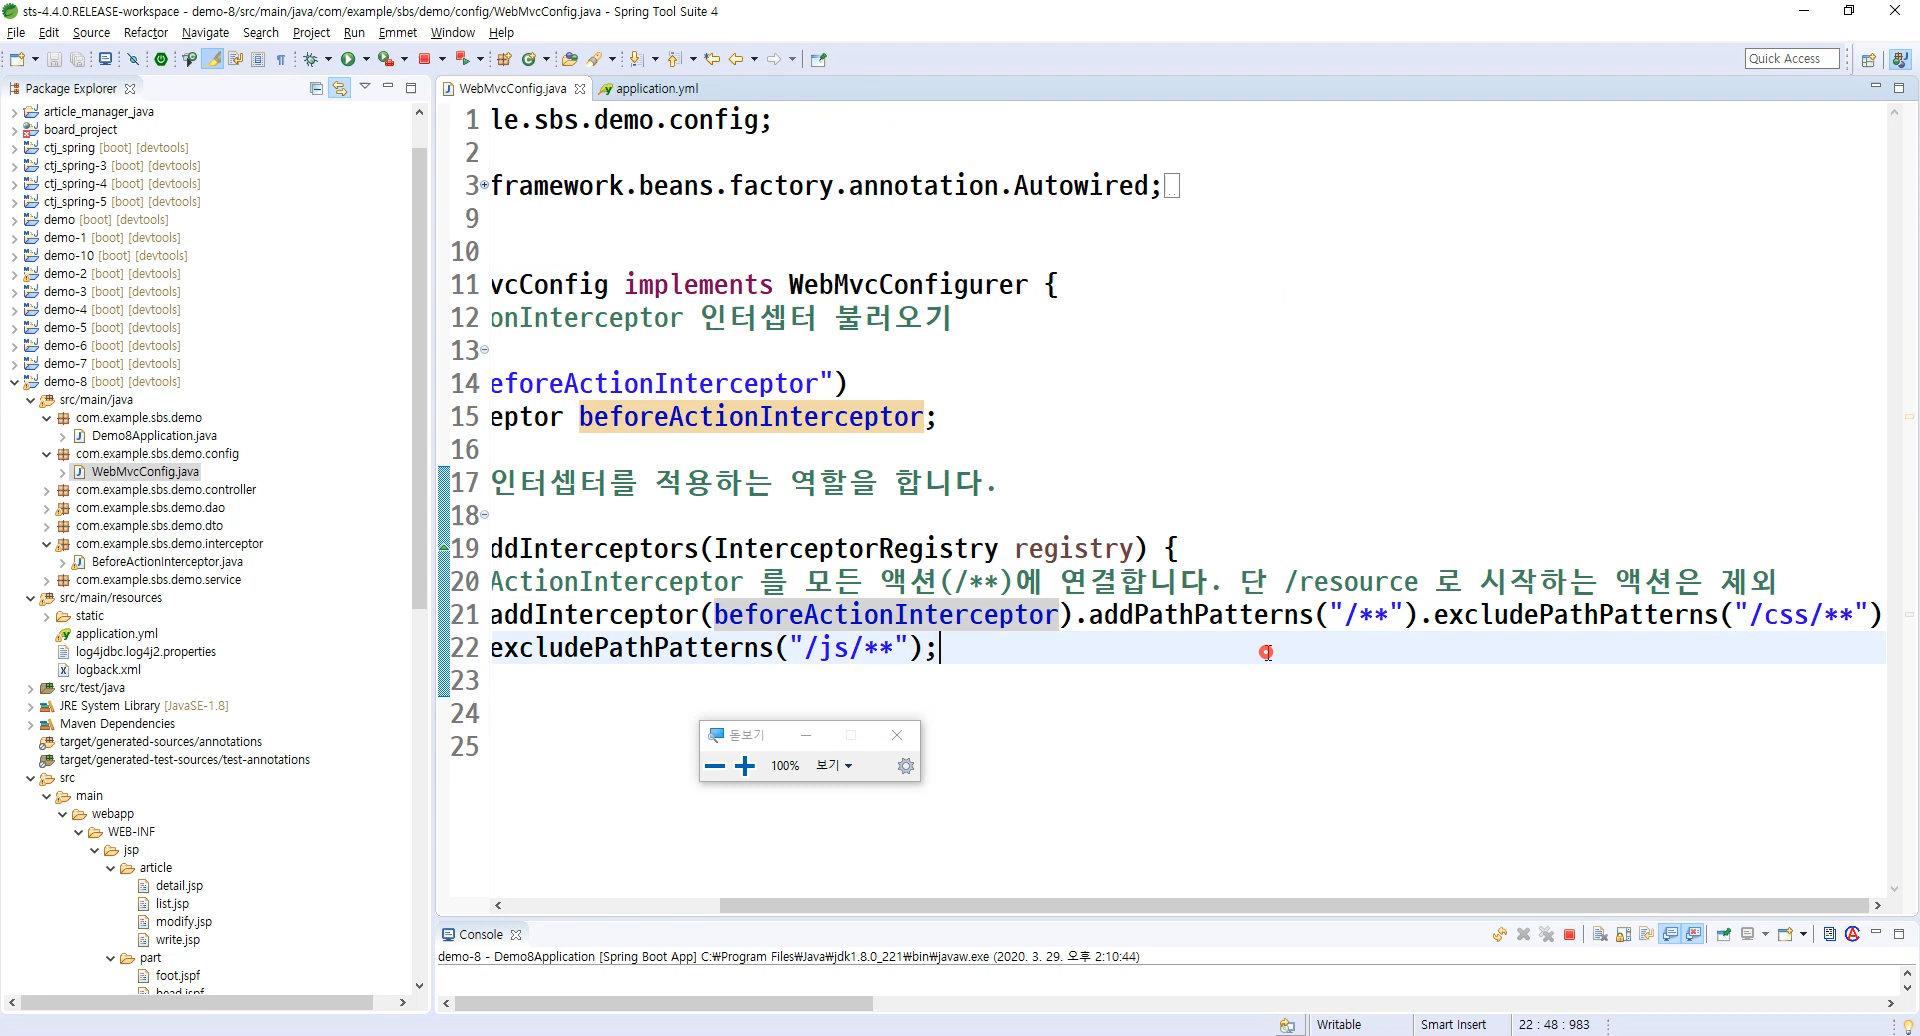 sts-4.4.0.RELEASE-workspace - demo-8/src/main/java/com/example/sbs/demo/config/WebMvcConfig.java - Spring Tool Suite 4
File Edit Source Refactor Navigate Search Project Run Emmet Window Help
Quick Access
Package Explorer
article_manager_java
board_project
ctj_spring [boot] [devtools]
ctj_spring-3 [boot] [devtools]
ctj_spring-4 [boot] [devtools]
ctj_spring-5 [boot] [devtools]
demo [boot] [devtools]
demo-1 [boot] [devtools]
demo-10 [boot] [devtools]
demo-2 [boot] [devtools]
demo-3 [boot] [devtools]
demo-4 [boot] [devtools]
demo-5 [boot] [devtools]
demo-6 [boot] [devtools]
demo-7 [boot] [devtools]
demo-8 [boot] [devtools]
src/main/java
com.example.sbs.demo
Demo8Application.java
com.example.sbs.demo.config
WebMvcConfig.java
com.example.sbs.demo.controller
com.example.sbs.demo.dao
com.example.sbs.demo.dto
com.example.sbs.demo.interceptor
BeforeActionInterceptor.java
com.example.sbs.demo.service
src/main/resources
static
application.yml
log4jdbc.log4j2.properties
logback.xml
src/test/java
JRE System Library [JavaSE-1.8]
Maven Dependencies
target/generated-sources/annotations
target/generated-test-sources/test-annotations
src
main
webapp
WEB-INF
jsp
article
detail.jsp
list.jsp
modify.jsp
write.jsp
part
foot.jspf
head.jspf
WebMvcConfig.java application.yml
1 le.sbs.demo.config;
2
3 framework.beans.factory.annotation.Autowired;
9
10
11 vcConfig implements WebMvcConfigurer {
12 onInterceptor 인터셉터 불러오기
13
14 eforeActionInterceptor")
15 eptor beforeActionInterceptor;
16
17 인터셉터를 적용하는 역할을 합니다.
18
19 ddInterceptors(InterceptorRegistry registry) {
20 ActionInterceptor 를 모든 액션(/**)에 연결합니다. 단 /resource 로 시작하는 액션은 제외
21 addInterceptor(beforeActionInterceptor).addPathPatterns("/**").excludePathPatterns("/css/**")
22 excludePathPatterns("/js/**");
23
24
25
돋보기
100% 보기
Console
demo-8 - Demo8Application [Spring Boot App] C:₩Program Files₩Java₩jdk1.8.0_221₩bin₩javaw.exe (2020. 3. 29. 오후 2:10:44)
Writable Smart Insert 22 : 48 : 983